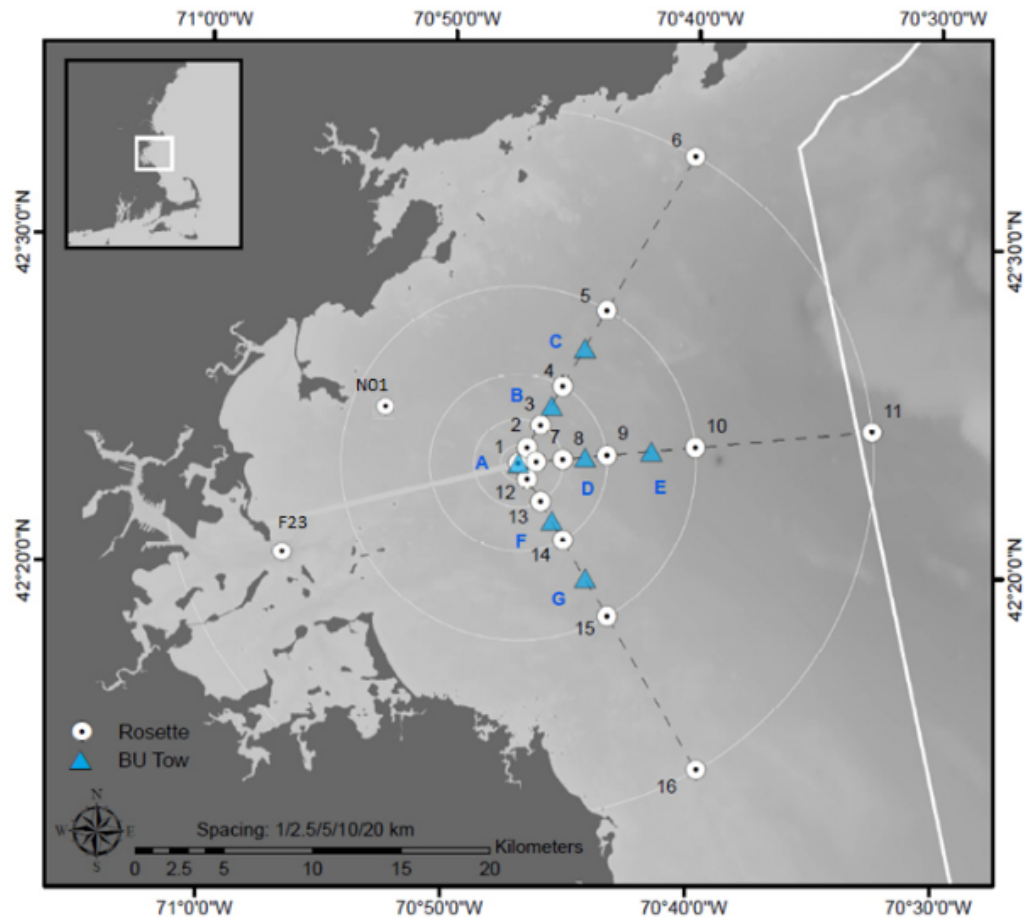 71°0'0"W 70°50'0"W 70°40'0"W 70°30'0"W
42°30'0"N
42°30'0"N
42°20'0"N
42°20'0"N
6
5
C
4
B
3
N01
2
7
8
9
10
11
1
A
D
E
12
13
F
14
F23
G
15
16
Rosette
BU Tow
N
W E
S
Spacing: 1/2.5/5/10/20 km
Kilometers
0 2.5 5 10 15 20
71°0'0"W 70°50'0"W 70°40'0"W 70°30'0"W